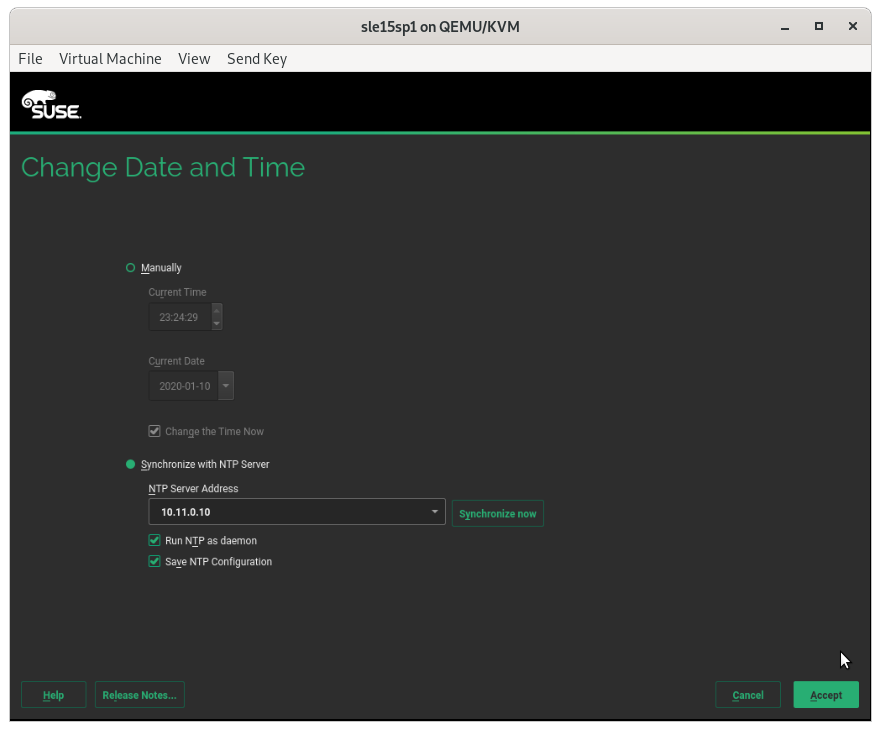 sle15sp1 on QEMU/KVM
File Virtual Machine View Send Key
SUSE.
Change Date and Time
Manually
Current Time
23:24:29
Current Date
2020-01-10
Change the Time Now
Synchronize with NTP Server
NTP Server Address
10.11.0.10 Synchronize now
Run NTP as daemon
Save NTP Configuration
Help Release Notes... Cancel Accept